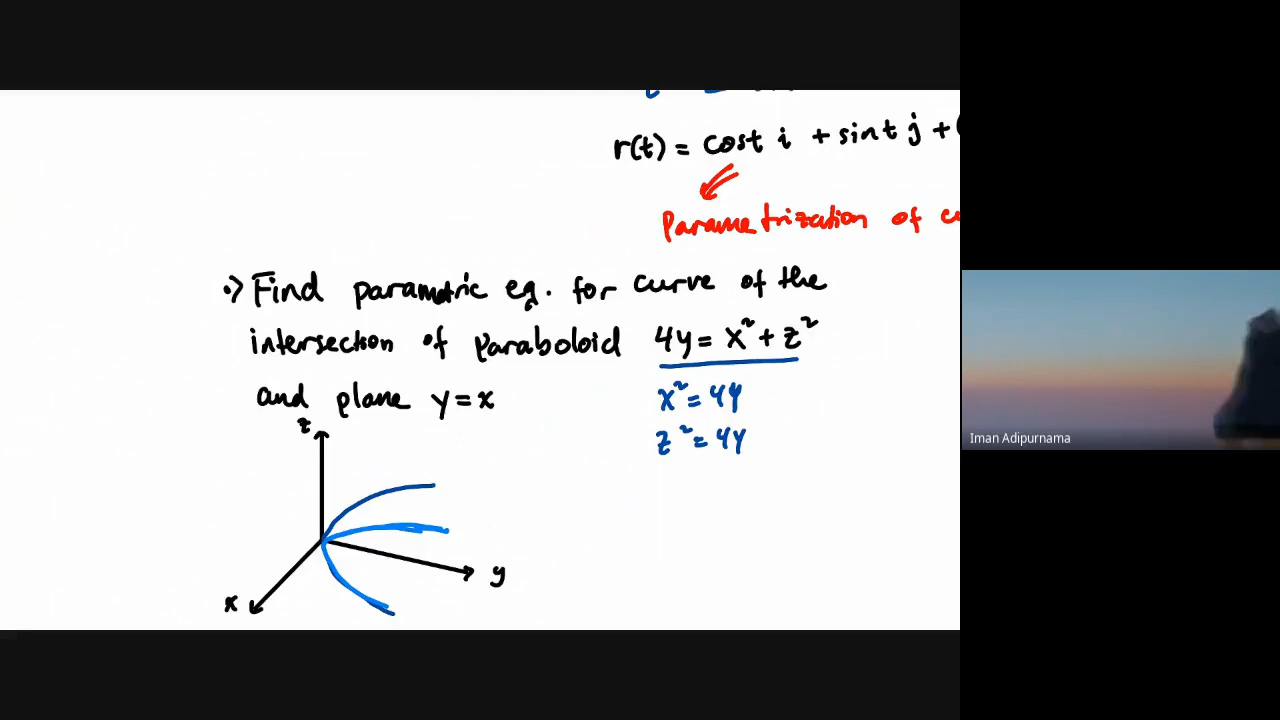 r(t) = cost i + sint j + (
Parametrization of c
•) Find parametric eq. for curve of the
intersection of paraboloid 4y = x² + z²
and plane y = x
x² = 4y
z² = 4y
z
y
x
Iman Adipurnama